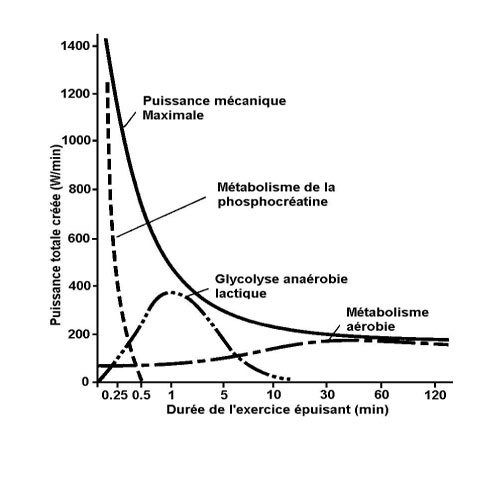 1400
1200
1000
800
600
400
200
0
Puissance totale créée (W/min)
Puissance mécanique
Maximale
Métabolisme de la
phosphocréatine
Glycolyse anaérobie
lactique
Métabolisme
aérobie
0.25 0.5 1 5 10 30 60 120
Durée de l'exercice épuisant (min)